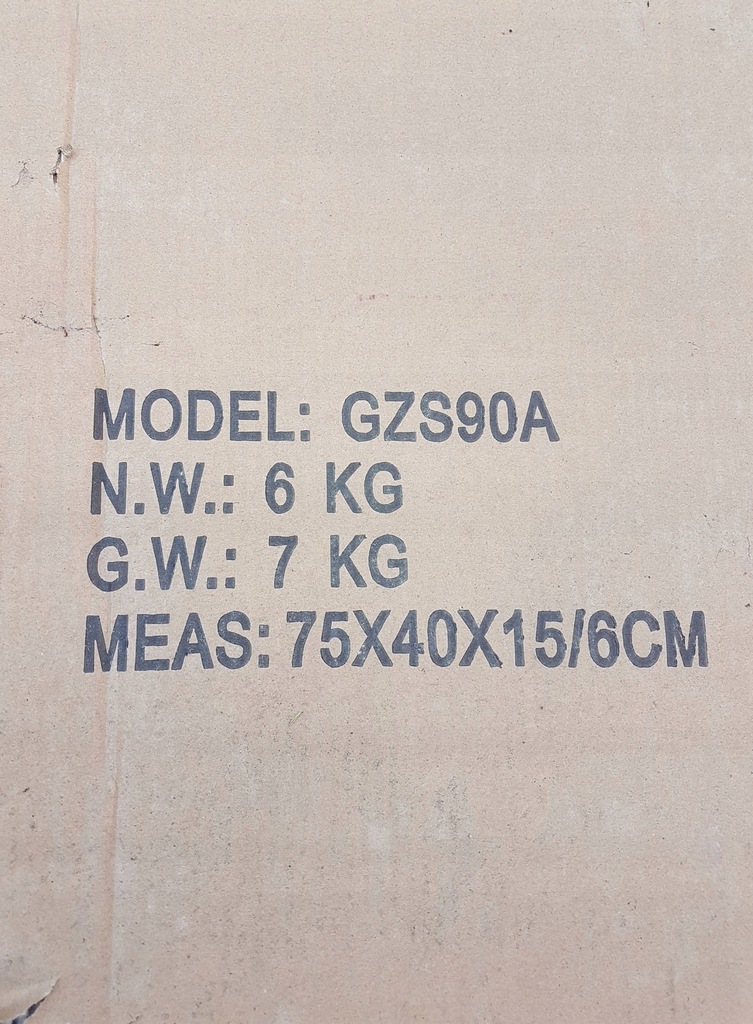 MODEL: GZS90A
N.W.: 6 KG
G.W.: 7 KG
MEAS: 75X40X15/6CM